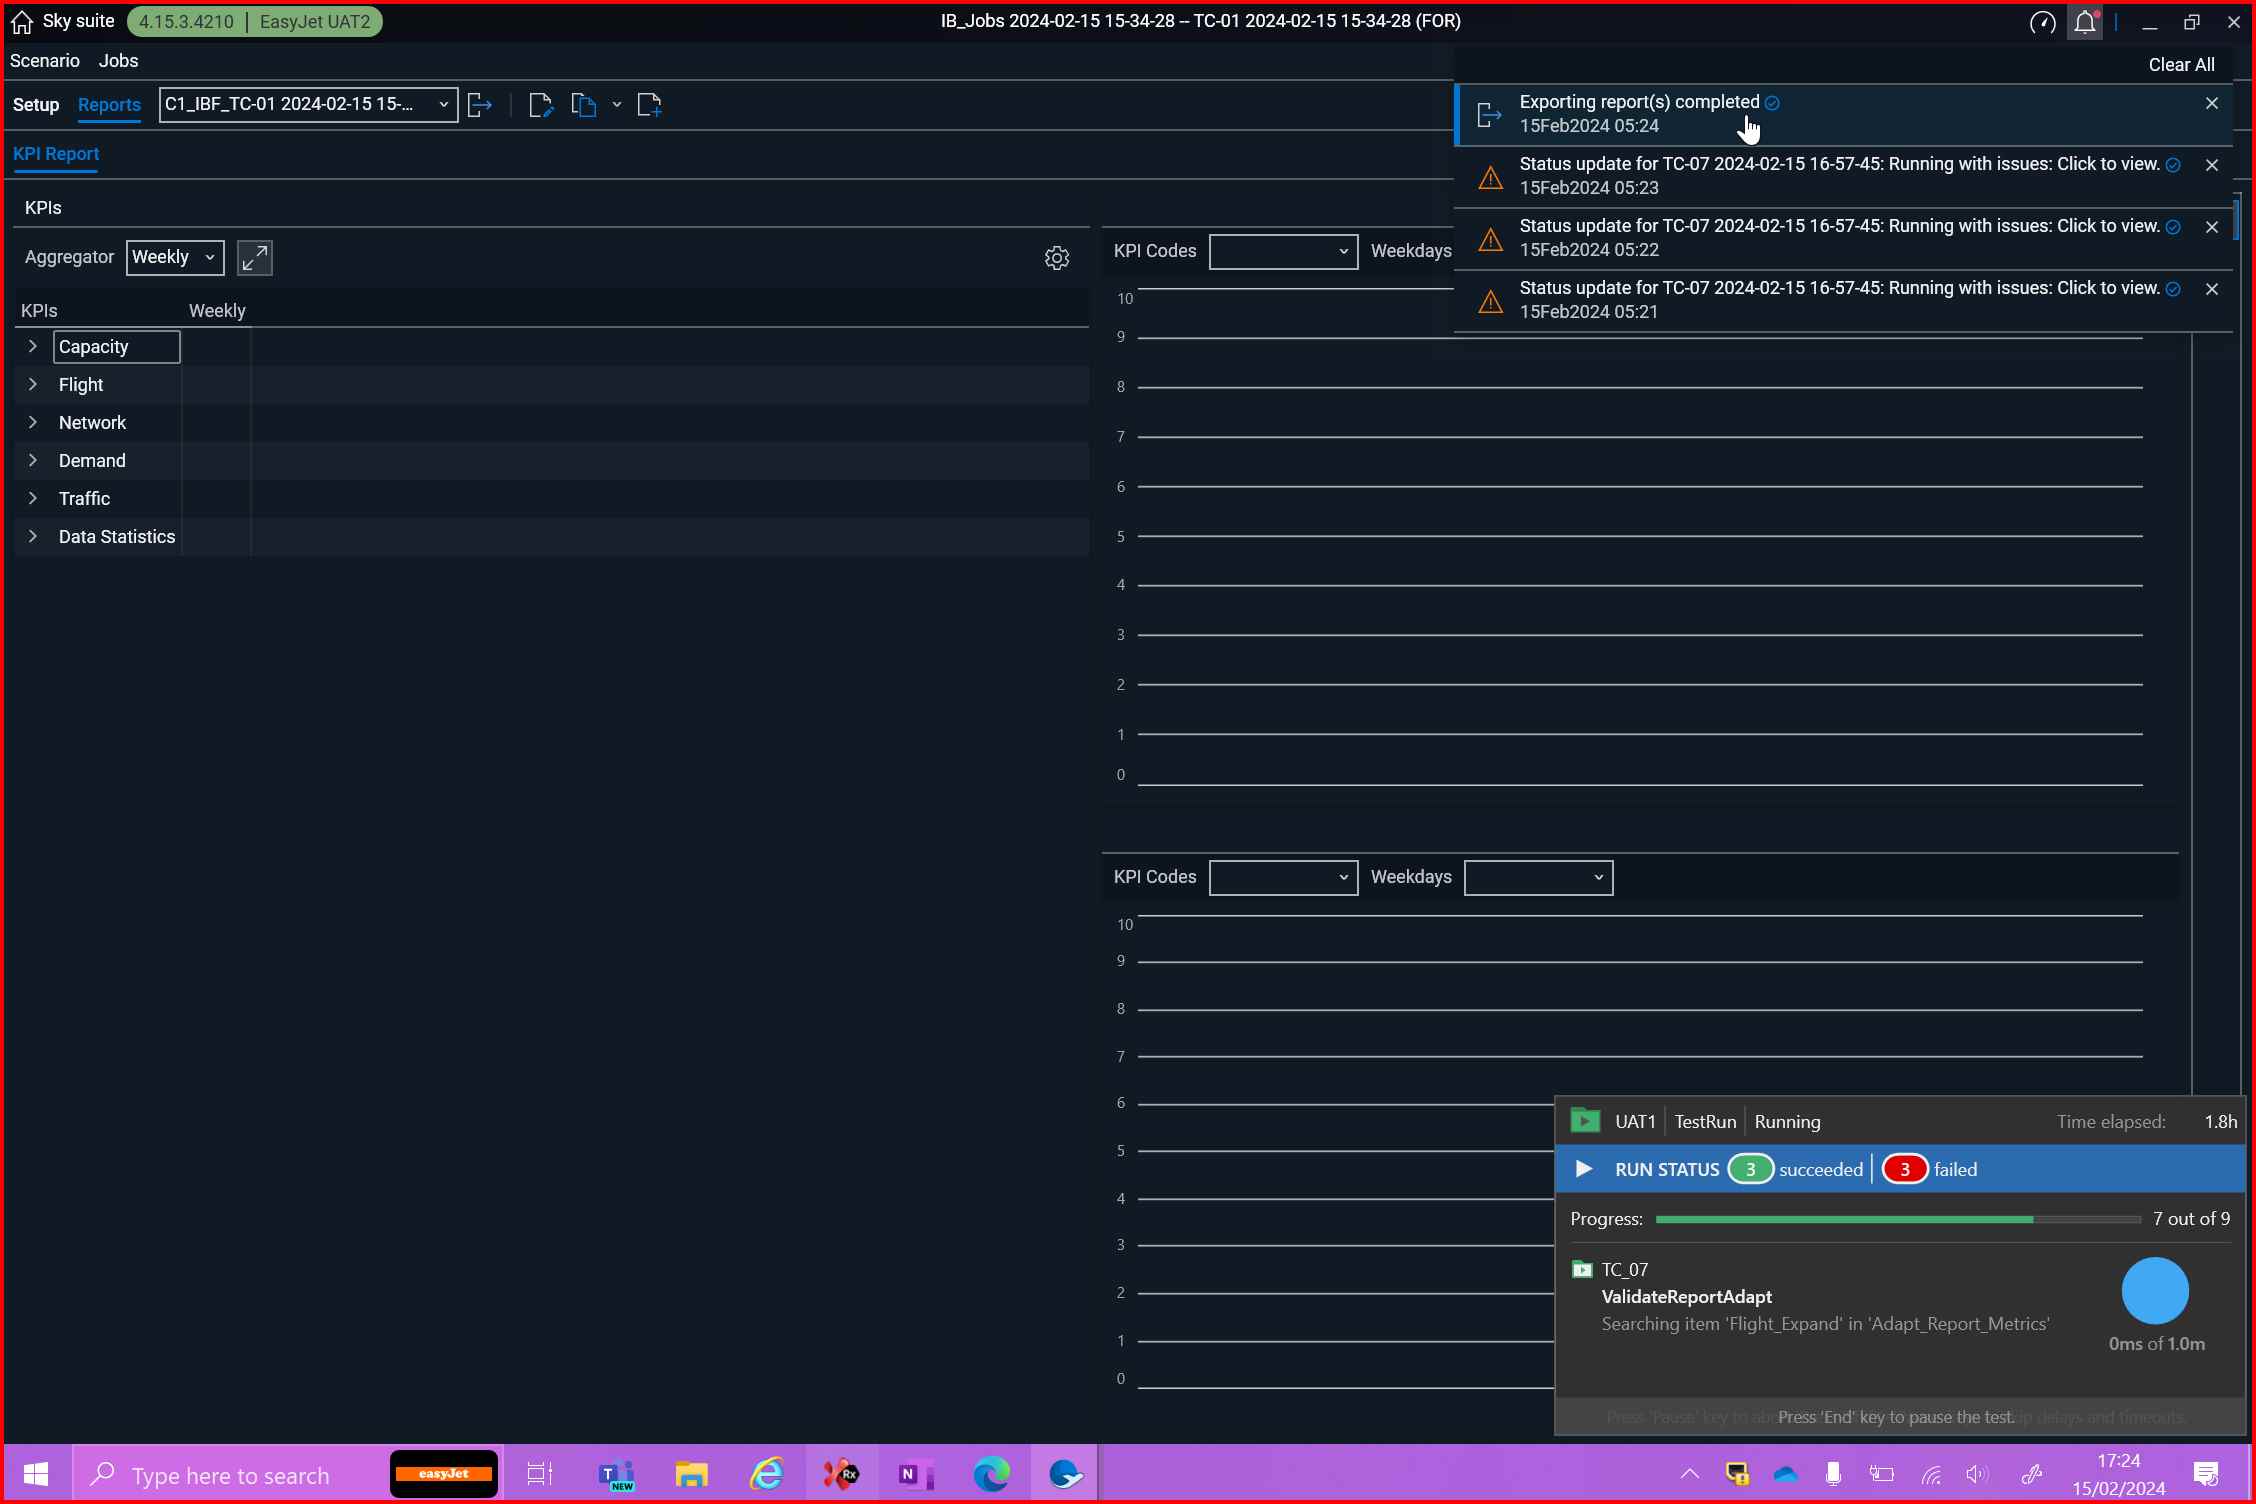 Sky suite 4.15.3.4210 | EasyJet UAT2 IB_Jobs 2024-02-15 15-34-28 -- TC-01 2024-02-15 15-34-28 (FOR)
Scenario Jobs
Clear All
Setup Reports C1_IBF_TC-01 2024-02-15 15-...
Exporting report(s) completed
15Feb2024 05:24
Status update for TC-07 2024-02-15 16-57-45: Running with issues: Click to view.
15Feb2024 05:23
Status update for TC-07 2024-02-15 16-57-45: Running with issues: Click to view.
15Feb2024 05:22
Status update for TC-07 2024-02-15 16-57-45: Running with issues: Click to view.
15Feb2024 05:21
KPI Report
KPIs
Aggregator Weekly
KPIs Weekly
Capacity
Flight
Network
Demand
Traffic
Data Statistics
KPI Codes Weekdays
10
9
8
7
6
5
4
3
2
1
0
KPI Codes Weekdays
10
9
8
7
6
5
4
3
2
1
0
UAT1 TestRun Running Time elapsed: 1.8h
RUN STATUS 3 succeeded 3 failed
Progress: 7 out of 9
TC_07
ValidateReportAdapt
Searching item 'Flight_Expand' in 'Adapt_Report_Metrics'
0ms of 1.0m
Press 'End' key to pause the test.
Type here to search
easyJet
T
NEW
Rx
N
17:24
15/02/2024